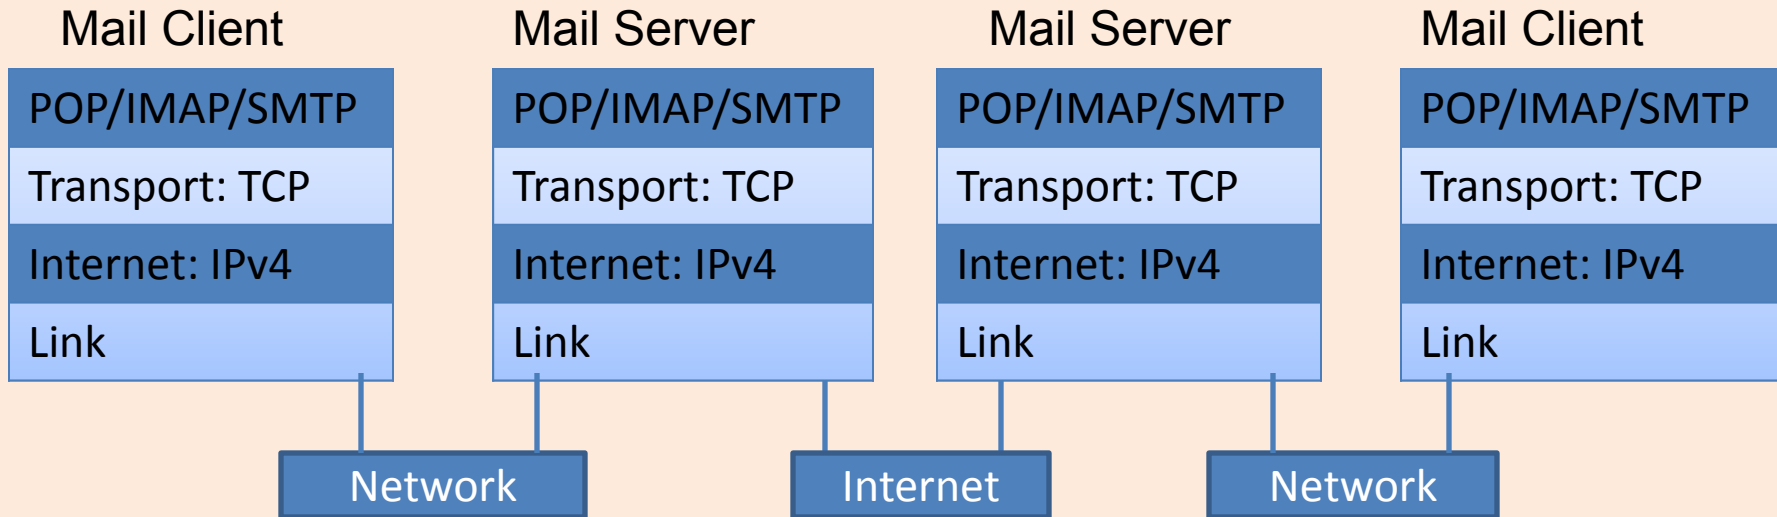 Mail Client
Mail Server
Mail Server
Mail Client
POP/IMAP/SMTP
POP/IMAP/SMTP
POP/IMAP/SMTP
POP/IMAP/SMTP
Transport: TCP
Transport: TCP
Transport: TCP
Transport: TCP
Internet: IPv4
Internet: IPv4
Internet: IPv4
Internet: IPv4
Link
Link
Link
Link
Network
Internet
Network